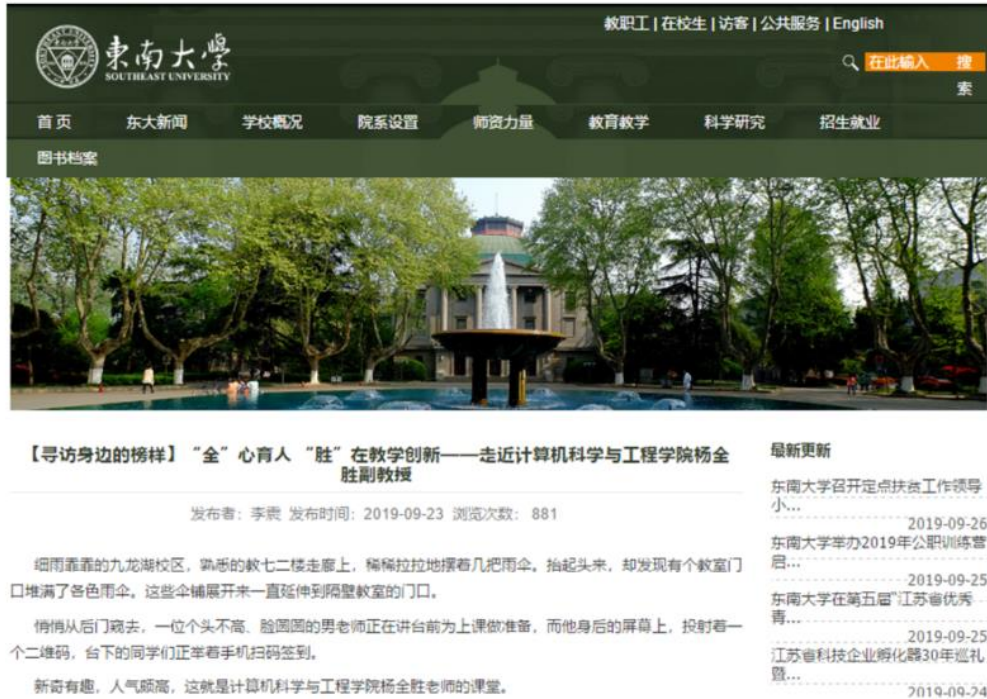 教职工 | 在校生 | 访客 | 公共服务 | English
東南大學
SOUTHEAST UNIVERSITY
在此输入 搜
索
首 页 东大新闻 学校概况 院系设置 师资力量 教育教学 科学研究 招生就业
图书档案
【寻访身边的榜样】“全”心育人 “胜”在教学创新——走近计算机科学与工程学院杨全
胜副教授
发布者：李震 发布时间：2019-09-23 浏览次数： 881
细雨霏霏的九龙湖校区，熟悉的教七二楼走廊上，稀稀拉拉地摆着几把雨伞。抬起头来，却发现有个教室门
口堆满了各色雨伞。这些伞铺展开来一直延伸到隔壁教室的门口。
悄悄从后门窥去，一位个头不高、脸圆圆的男老师正在讲台前为上课做准备，而他身后的屏幕上，投射着一
个二维码，台下的同学们正举着手机扫码签到。
新奇有趣，人气颇高，这就是计算机科学与工程学院杨全胜老师的课堂。
最新更新
东南大学召开定点扶贫工作领导
小...
2019-09-26
东南大学举办2019年公职训练营
启...
2019-09-25
东南大学在第五届“江苏省优秀
青...
2019-09-25
江苏省科技企业孵化器30年巡礼
暨...
2019-09-24